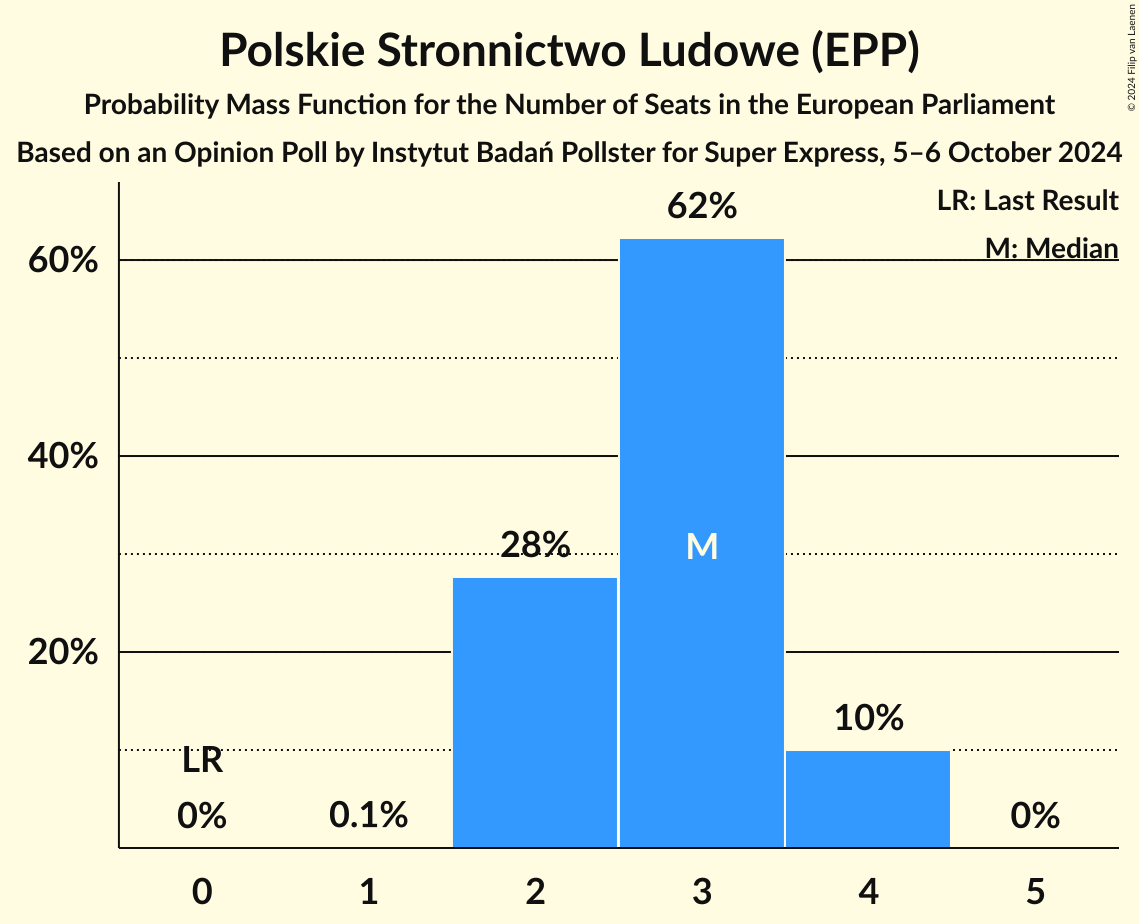 Polskie Stronnictwo Ludowe (EPP)
Probability Mass Function for the Number of Seats in the European Parliament
Based on an Opinion Poll by Instytut Badań Pollster for Super Express, 5–6 October 2024
© 2024 Filip van Laenen
LR: Last Result
M: Median
62%
60%
40%
28%
M
20%
10%
LR
0%
0.1%
0%
0 1 2 3 4 5